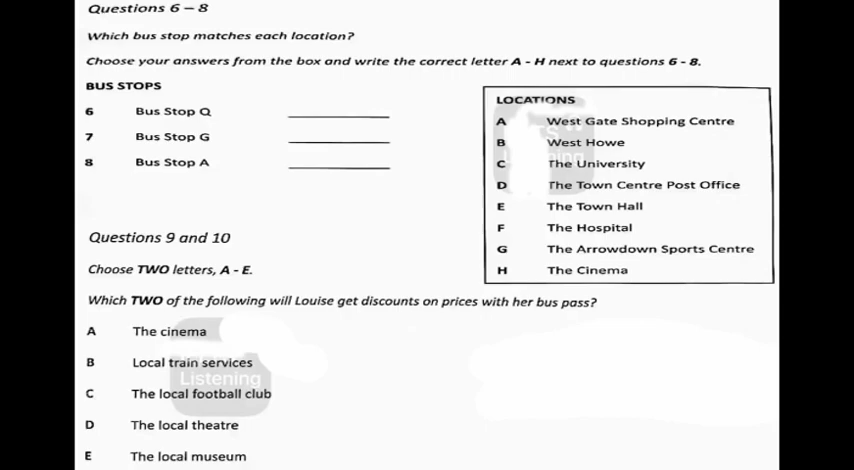 Questions 6 – 8
Which bus stop matches each location?
Choose your answers from the box and write the correct letter A - H next to questions 6 - 8.
BUS STOPS
6 Bus Stop Q
7 Bus Stop G
8 Bus Stop A
LOCATIONS
A West Gate Shopping Centre
B West Howe
C The University
D The Town Centre Post Office
E The Town Hall
F The Hospital
G The Arrowdown Sports Centre
H The Cinema
Questions 9 and 10
Choose TWO letters, A - E.
Which TWO of the following will Louise get discounts on prices with her bus pass?
A The cinema
B Local train services
Listening
C The local football club
D The local theatre
E The local museum